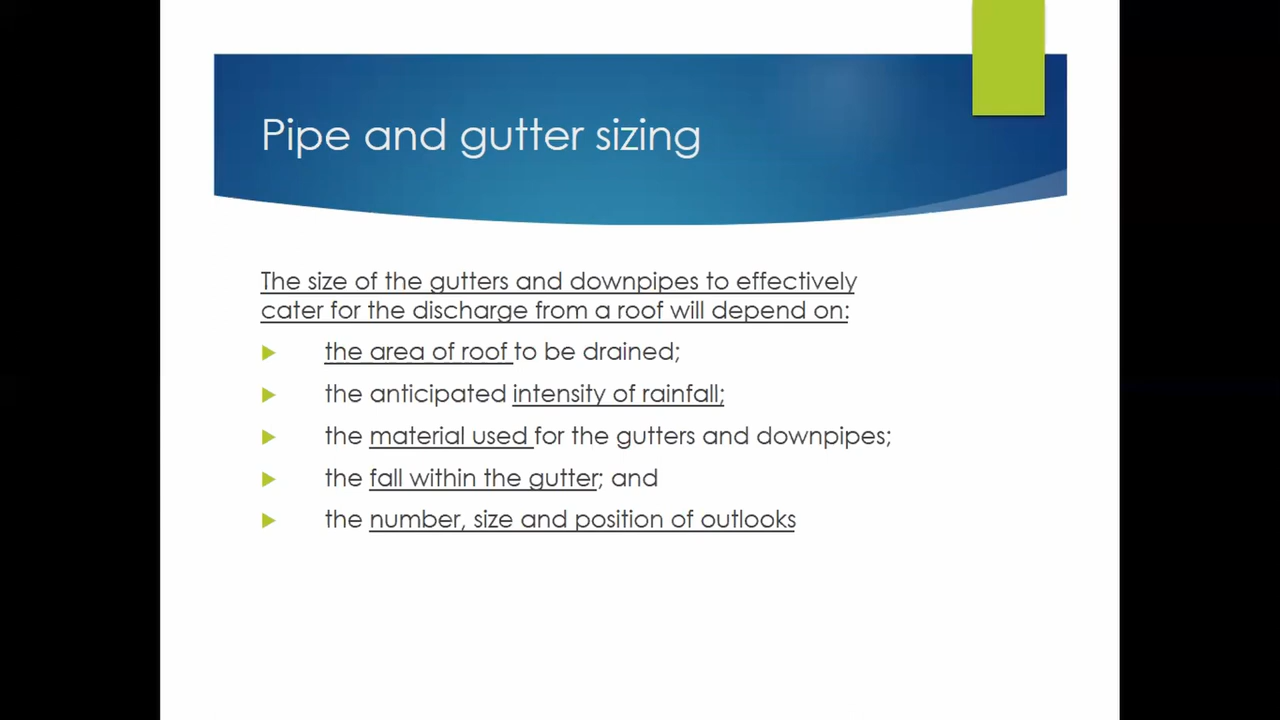 Pipe and gutter sizing
The size of the gutters and downpipes to effectively
cater for the discharge from a roof will depend on:
the area of roof to be drained;
the anticipated intensity of rainfall;
the material used for the gutters and downpipes;
the fall within the gutter; and
the number, size and position of outlooks